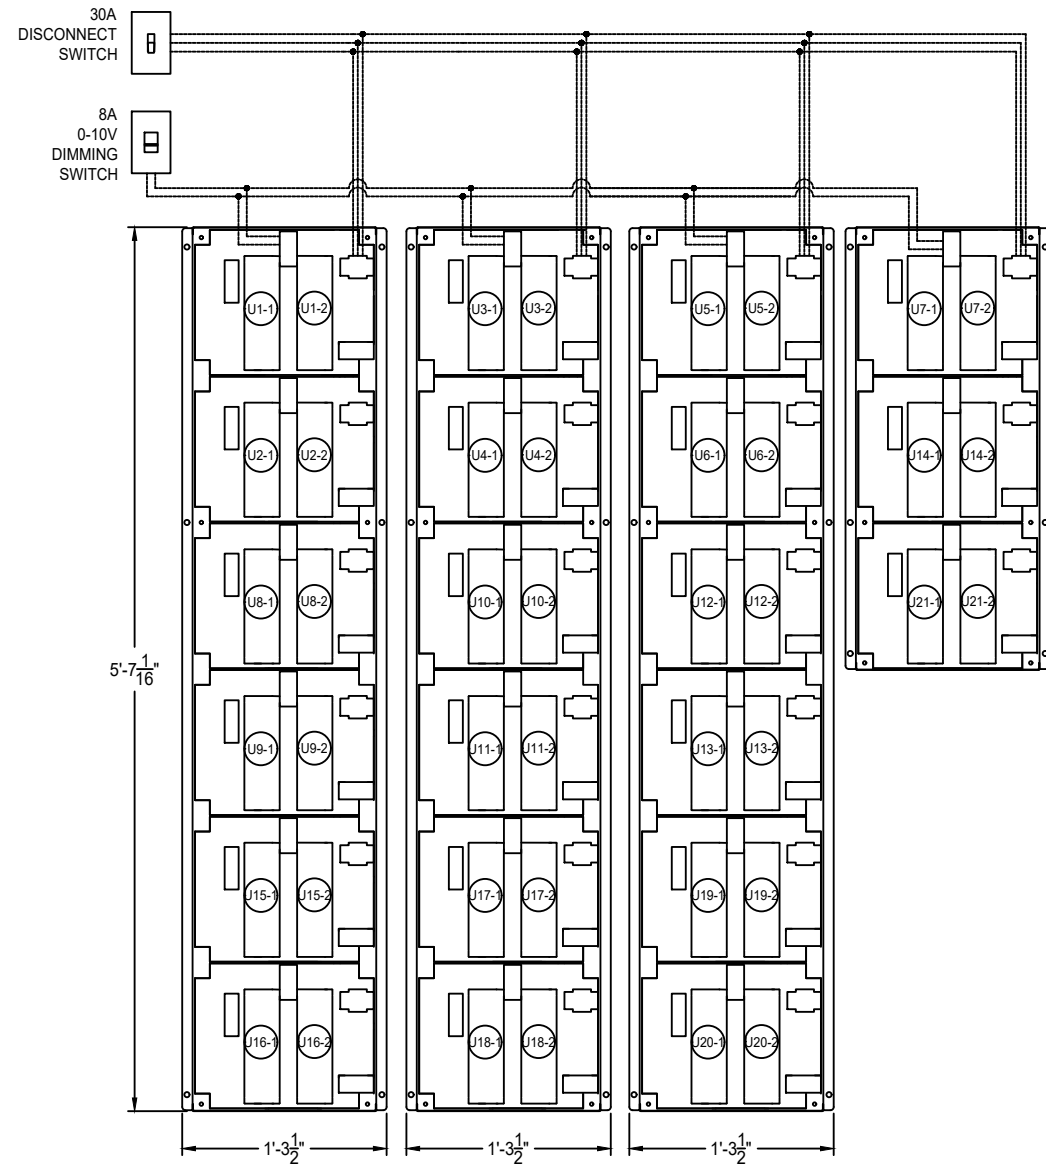 30A
DISCONNECT
SWITCH
8A
0-10V
DIMMING
SWITCH
U1-1 U1-2 U3-1 U3-2 U5-1 U5-2 U7-1 U7-2
U2-1 U2-2 U4-1 U4-2 U6-1 U6-2 U14-1 U14-2
U8-1 U8-2 U10-1 U10-2 U12-1 U12-2 U21-1 U21-2
5'-7 1/16"
U9-1 U9-2 U11-1 U11-2 U13-1 U13-2
U15-1 U15-2 U17-1 U17-2 U19-1 U19-2
U16-1 U16-2 U18-1 U18-2 U20-1 U20-2
1'-3 1/2" 1'-3 1/2" 1'-3 1/2"